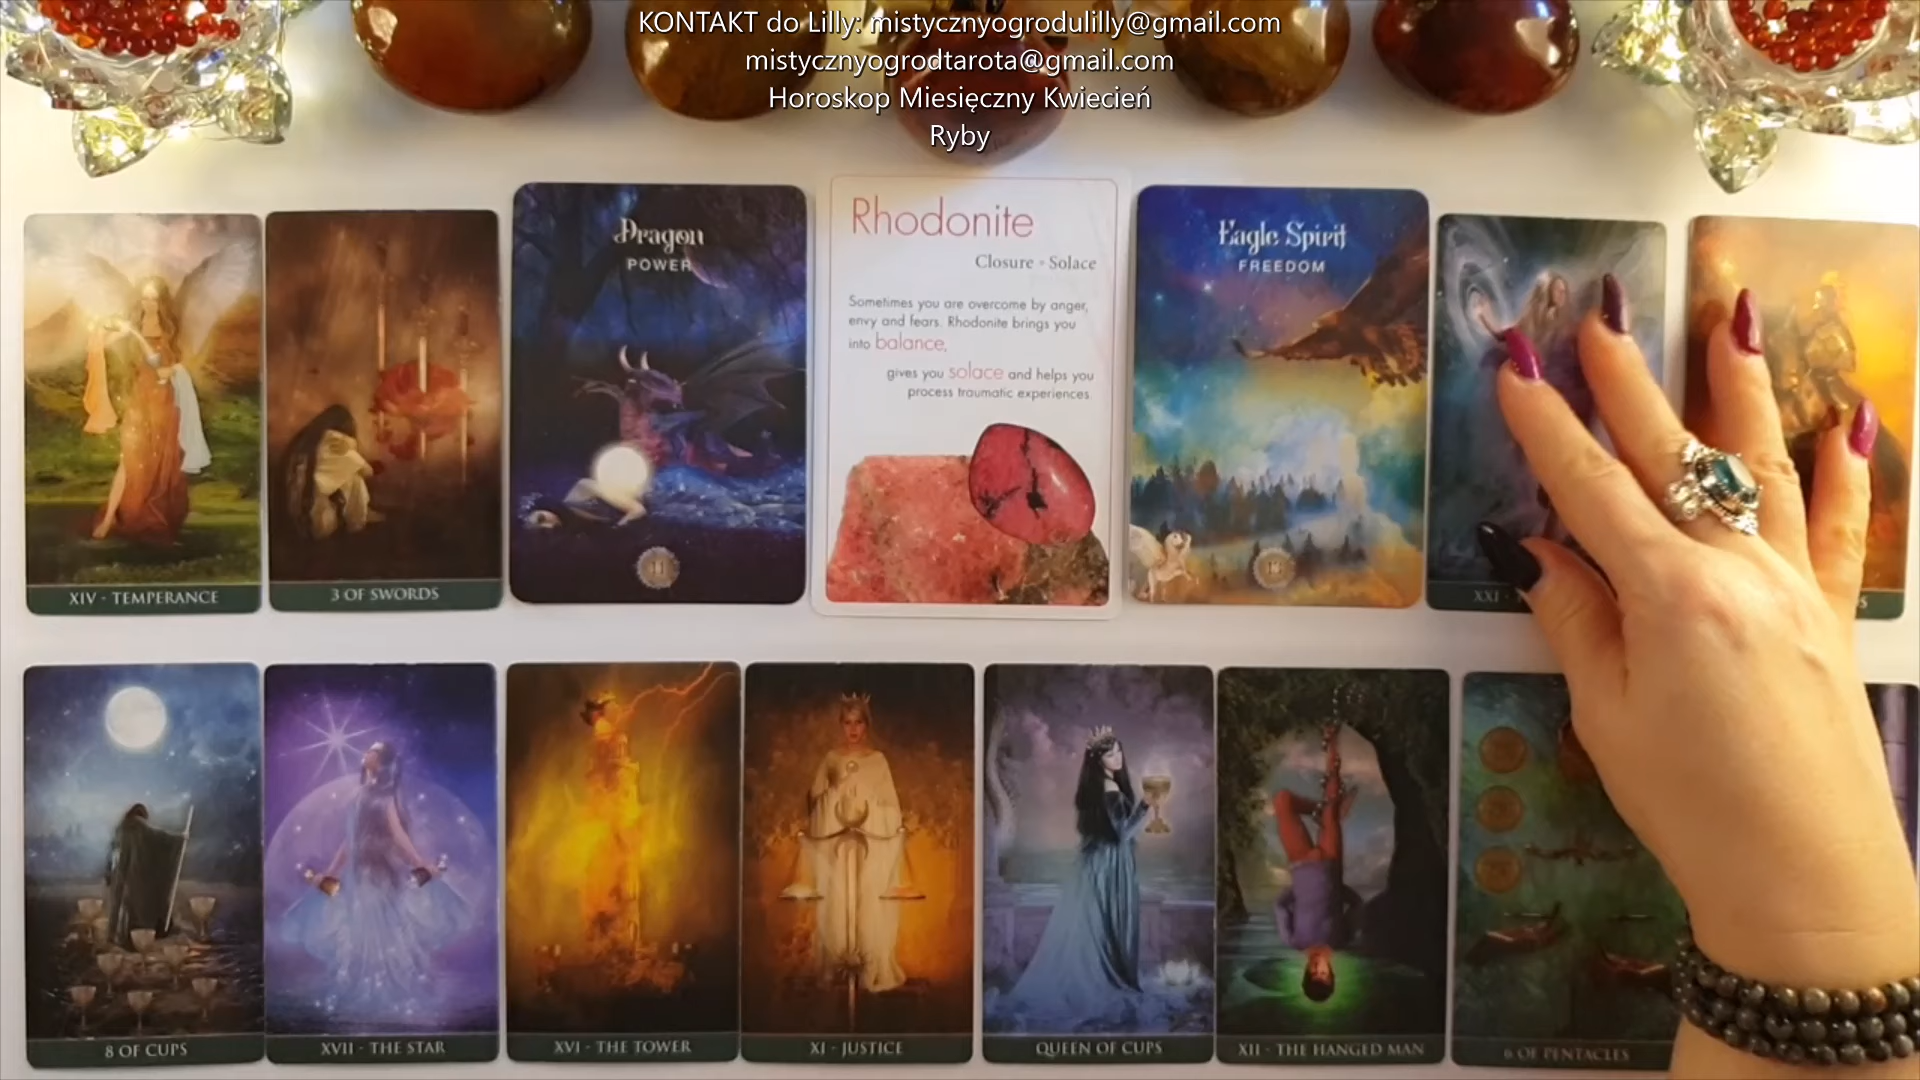 KONTAKT do Lilly: mistycznyogrodulilly@gmail.com
mistycznyogrodtarota@gmail.com
Horoskop Miesięczny Kwiecień
Ryby
XIV - TEMPERANCE
3 OF SWORDS
Dragon
POWER
11
Rhodonite
Closure - Solace
Sometimes you are overcome by anger,
envy and fears. Rhodonite brings you
into balance,
gives you solace and helps you
process traumatic experiences.
Eagle Spirit
FREEDOM
13
XXI -
8 OF CUPS
XVII - THE STAR
XVI - THE TOWER
XI - JUSTICE
QUEEN OF CUPS
XII - THE HANGED MAN
6 OF PENTACLES